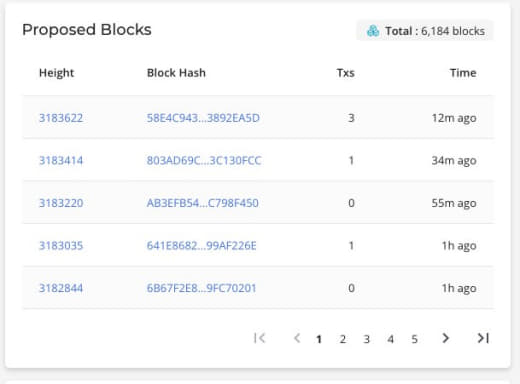 Proposed Blocks Total : 6,184 blocks
Height Block Hash Txs Time
3183622 58E4C943...3892EA5D 3 12m ago
3183414 803AD69C...3C130FCC 1 34m ago
3183220 AB3EFB54...C798F450 0 55m ago
3183035 641E8682...99AF226E 1 1h ago
3182844 6B67F2E8...9FC70201 0 1h ago
1 2 3 4 5